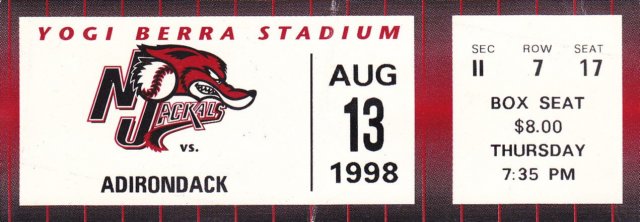 YOGI BERRA STADIUM
NJ
JACKALS
vs.
ADIRONDACK
AUG
13
1998
SEC ROW SEAT
11 7 17
BOX SEAT
$8.00
THURSDAY
7:35 PM